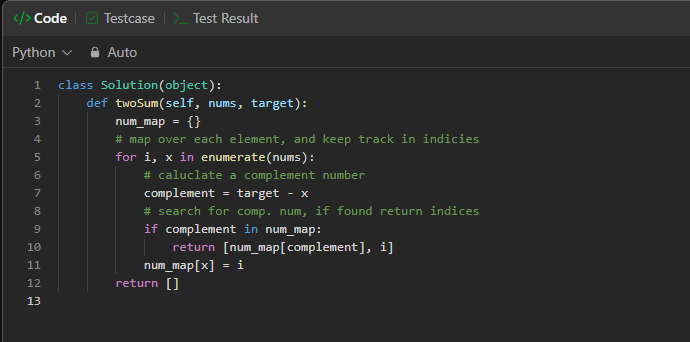 </> Code | Testcase | >_ Test Result
Python Auto
1 class Solution(object):
2 def twoSum(self, nums, target):
3 num_map = {}
4 # map over each element, and keep track in indicies
5 for i, x in enumerate(nums):
6 # caluclate a complement number
7 complement = target - x
8 # search for comp. num, if found return indices
9 if complement in num_map:
10 return [num_map[complement], i]
11 num_map[x] = i
12 return []
13